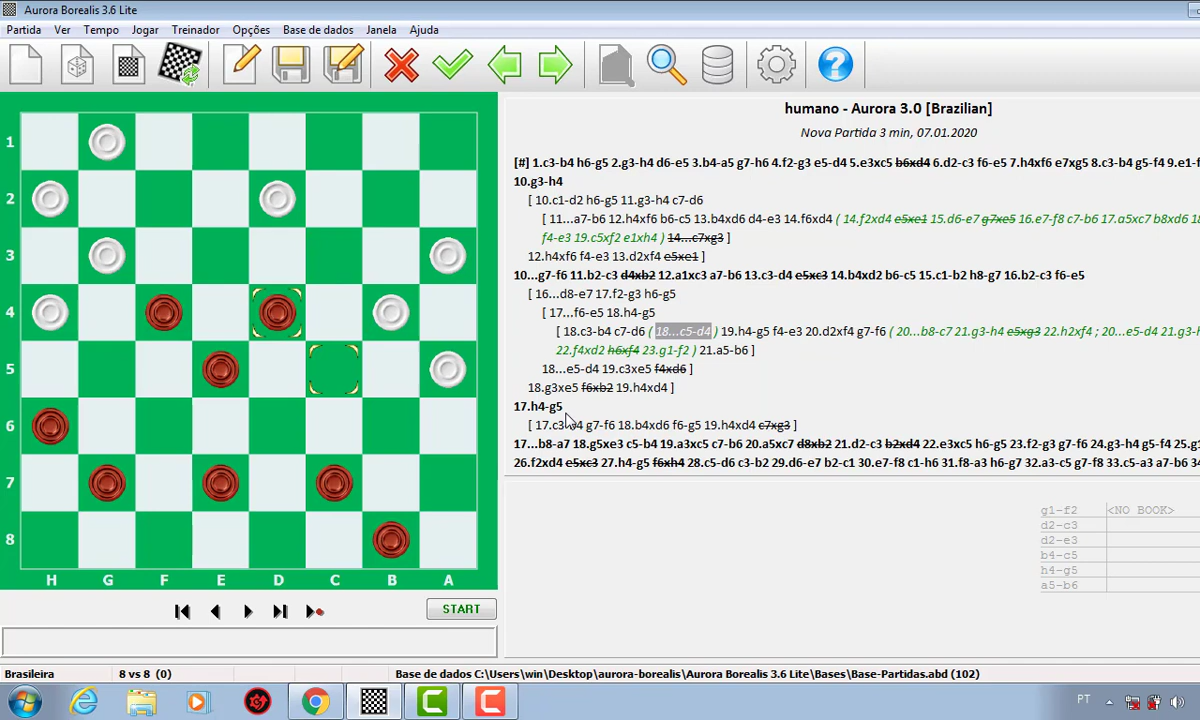 Aurora Borealis 3.6 Lite
Partida Ver Tempo Jogar Treinador Opções Base de dados Janela Ajuda
humano - Aurora 3.0 [Brazilian]
Nova Partida 3 min, 07.01.2020
[#] 1.c3-b4 h6-g5 2.g3-h4 d6-e5 3.b4-a5 g7-h6 4.f2-g3 e5-d4 5.e3xc5 b6xd4 6.d2-c3 f6-e5 7.h4xf6 e7xg5 8.c3-b4 g5-f4 9.e1-f
10.g3-h4
[ 10.c1-d2 h6-g5 11.g3-h4 c7-d6
[ 11...a7-b6 12.h4xf6 b6-c5 13.b4xd6 d4-e3 14.f6xd4 ( 14.f2xd4 e5xe1 15.d6-e7 g7xe5 16.e7-f8 c7-b6 17.a5xc7 b8xd6 18
f4-e3 19.c5xf2 e1xh4 ) 14...c7xg3 ]
12.h4xf6 f4-e3 13.d2xf4 e5xe1 ]
10...g7-f6 11.b2-c3 d4xb2 12.a1xc3 a7-b6 13.c3-d4 e5xc3 14.b4xd2 b6-c5 15.c1-b2 h8-g7 16.b2-c3 f6-e5
[ 16...d8-e7 17.f2-g3 h6-g5
[ 17...f6-e5 18.h4-g5
[ 18.c3-b4 c7-d6 ( 18...c5-d4 ) 19.h4-g5 f4-e3 20.d2xf4 g7-f6 ( 20...b8-c7 21.g3-h4 e5xg3 22.h2xf4 ; 20...e5-d4 21.g3-
22.f4xd2 h6xf4 23.g1-f2 ) 21.a5-b6 ]
18...e5-d4 19.c3xe5 f4xd6 ]
18.g3xe5 f6xb2 19.h4xd4 ]
17.h4-g5
[ 17.c3 4 g7-f6 18.b4xd6 f6-g5 19.h4xd4 c7xg3 ]
17...b8-a7 18.g5xe3 c5-b4 19.a3xc5 c7-b6 20.a5xc7 d8xb2 21.d2-c3 b2xd4 22.e3xc5 h6-g5 23.f2-g3 g7-f6 24.g3-h4 f6-f4 25.g1
26.f2xd4 e5xc3 27.h4-g5 f6xh4 28.c5-d6 c3-b2 29.d6-e7 b2-c1 30.e7-f8 c1-h6 31.f8-a3 h6-g7 32.a3-c5 g7-f8 33.c5-a3 a7-b6 34
1
2
3
4
5
6
7
8
H G F E D C B A
START
g1-f2 <NO BOOK>
d2-c3
d2-e3
b4-c5
h4-g5
a5-b6
Brasileira 8 vs 8 (0) Base de dados C:\Users\win\Desktop\aurora-borealis\Aurora Borealis 3.6 Lite\Bases\Base-Partidas.abd (102)
PT